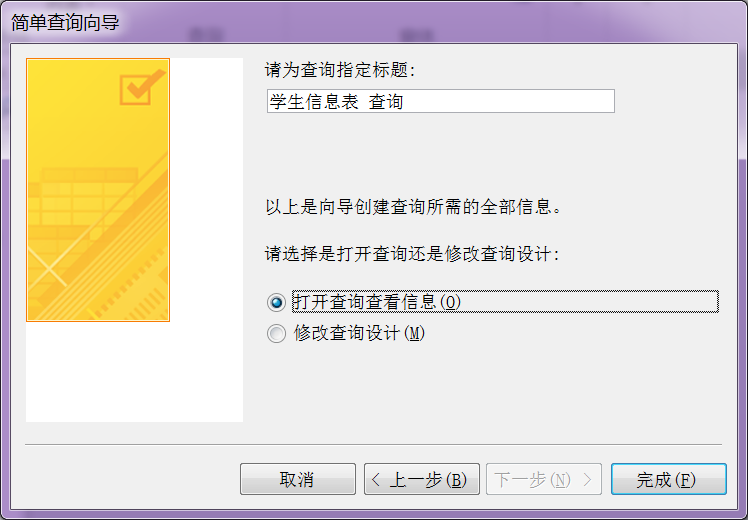 简单查询向导
请为查询指定标题:
学生信息表 查询
以上是向导创建查询所需的全部信息。
请选择是打开查询还是修改查询设计:
打开查询查看信息(O)
修改查询设计(M)
取消
< 上一步(B)
下一步(N) >
完成(F)